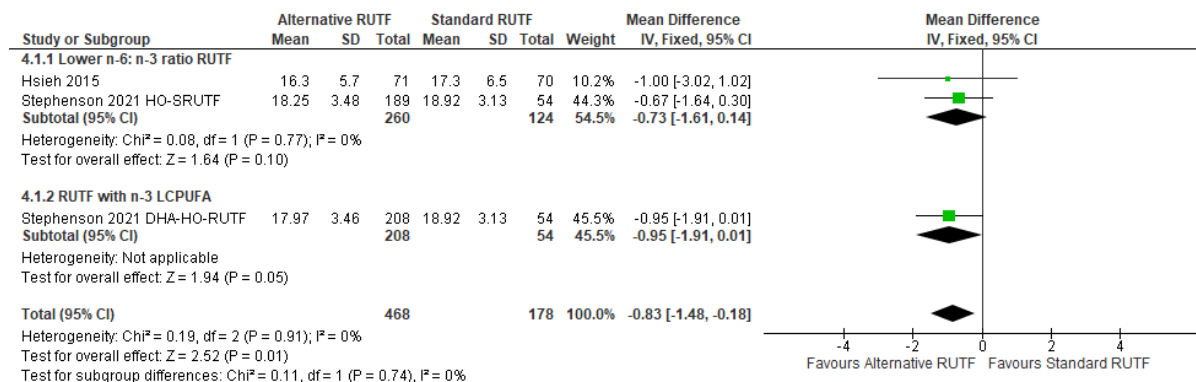 Alternative RUTF Standard RUTF Mean Difference Mean Difference
Study or Subgroup Mean SD Total Mean SD Total Weight IV, Fixed, 95% CI IV, Fixed, 95% CI
4.1.1 Lower n-6: n-3 ratio RUTF
Hsieh 2015 16.3 5.7 71 17.3 6.5 70 10.2% -1.00 [-3.02, 1.02]
Stephenson 2021 HO-SRUTF 18.25 3.48 189 18.92 3.13 54 44.3% -0.67 [-1.64, 0.30]
Subtotal (95% CI) 260 124 54.5% -0.73 [-1.61, 0.14]
Heterogeneity: Chi² = 0.08, df = 1 (P = 0.77); I² = 0%
Test for overall effect: Z = 1.64 (P = 0.10)
4.1.2 RUTF with n-3 LCPUFA
Stephenson 2021 DHA-HO-RUTF 17.97 3.46 208 18.92 3.13 54 45.5% -0.95 [-1.91, 0.01]
Subtotal (95% CI) 208 54 45.5% -0.95 [-1.91, 0.01]
Heterogeneity: Not applicable
Test for overall effect: Z = 1.94 (P = 0.05)
Total (95% CI) 468 178 100.0% -0.83 [-1.48, -0.18]
Heterogeneity: Chi² = 0.19, df = 2 (P = 0.91); I² = 0%
Test for overall effect: Z = 2.52 (P = 0.01)
Test for subgroup differences: Chi² = 0.11, df = 1 (P = 0.74), I² = 0%
-4 -2 0 2 4
Favours Alternative RUTF Favours Standard RUTF